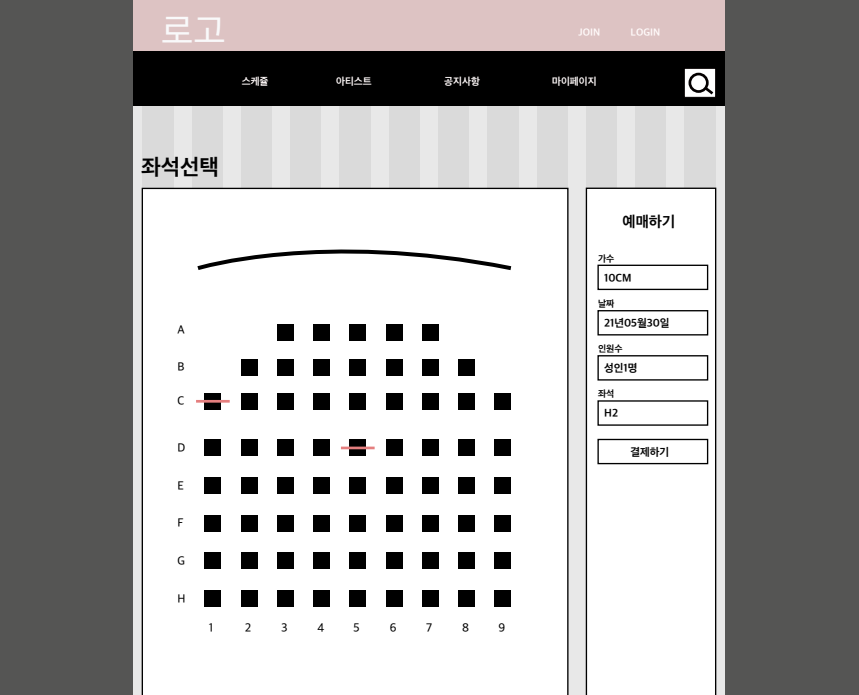 로고
JOIN LOGIN
스케쥴 아티스트 공지사항 마이페이지
좌석선택
A
B
C
D
E
F
G
H
1 2 3 4 5 6 7 8 9
예매하기
가수
10CM
날짜
21년05월30일
인원수
성인1명
좌석
H2
결제하기